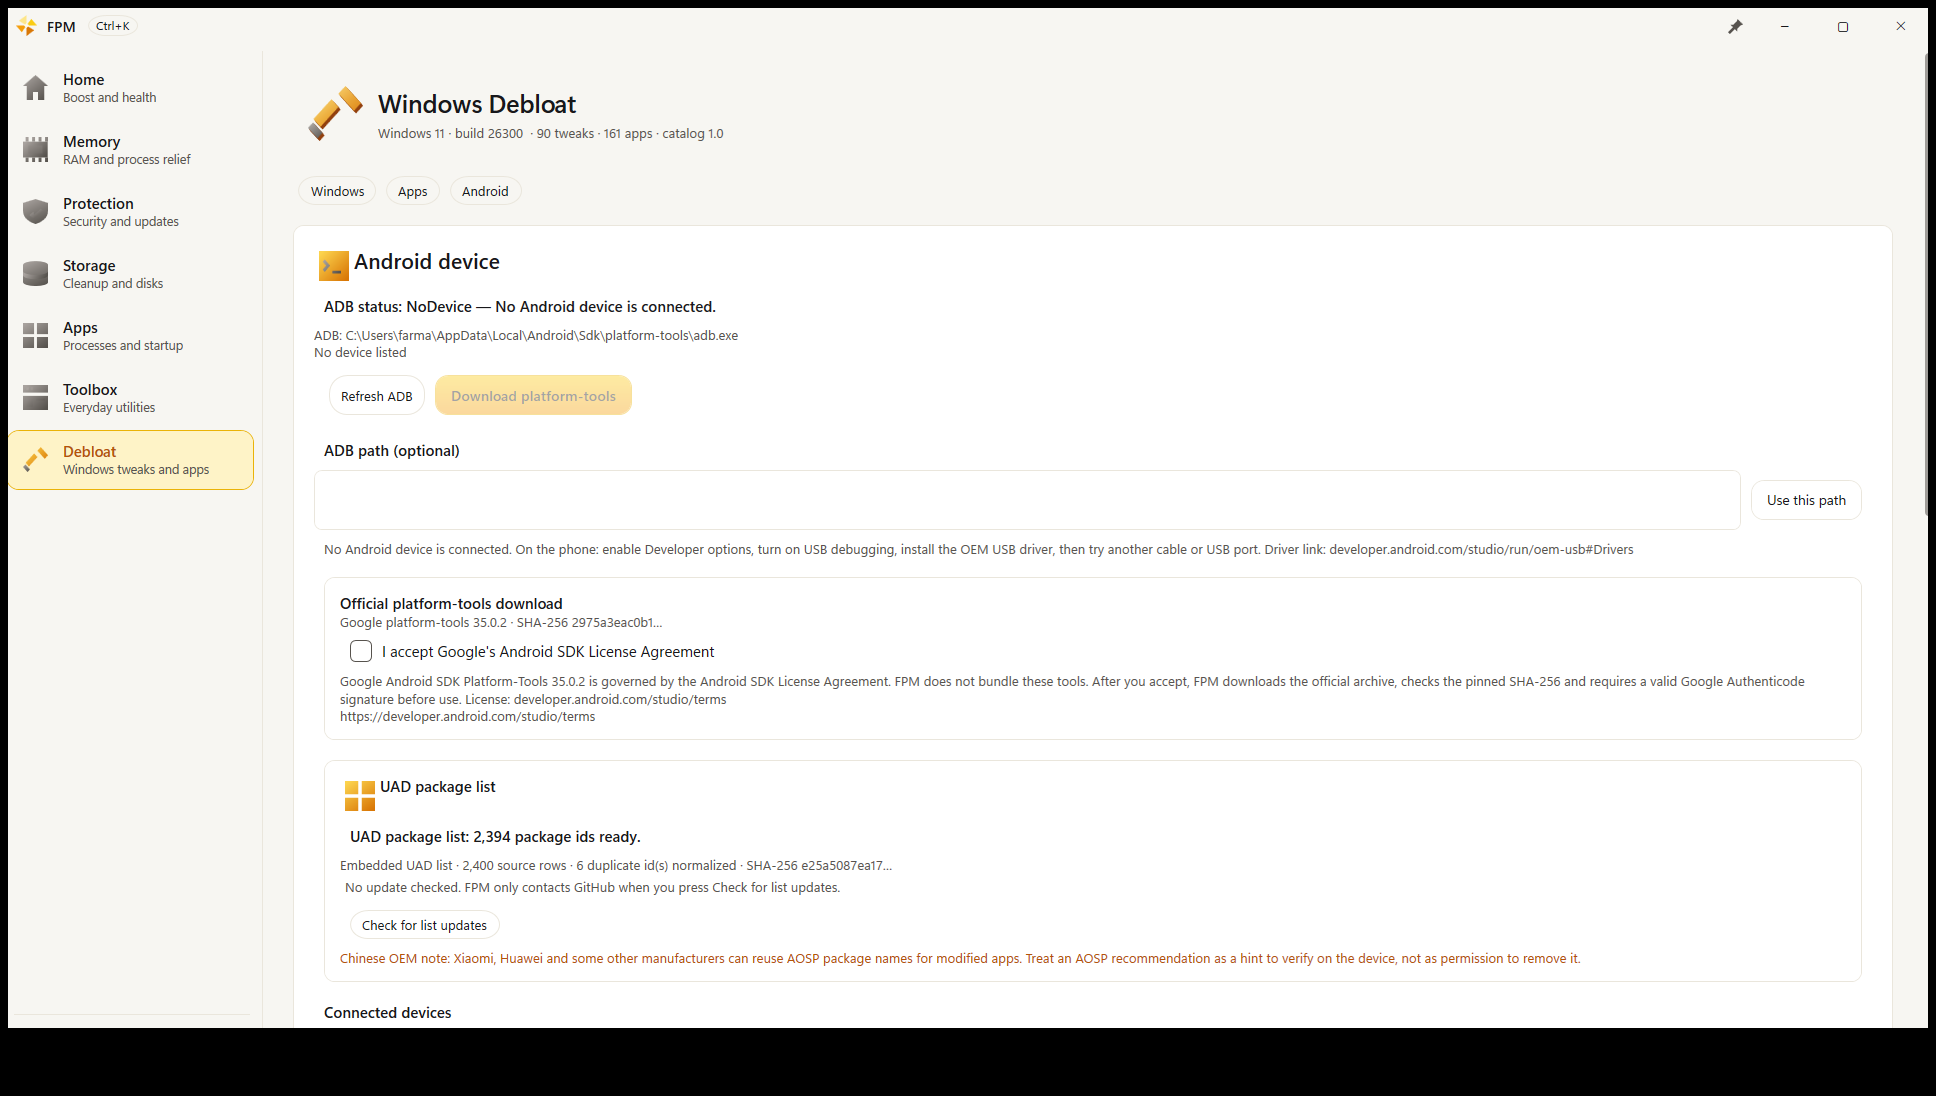 FPM Ctrl+K
Home
Boost and health
Memory
RAM and process relief
Protection
Security and updates
Storage
Cleanup and disks
Apps
Processes and startup
Toolbox
Everyday utilities
Debloat
Windows tweaks and apps
Windows Debloat
Windows 11 · build 26300 · 90 tweaks · 161 apps · catalog 1.0
Windows Apps Android
Android device
ADB status: NoDevice — No Android device is connected.
ADB: C:\Users\farma\AppData\Local\Android\Sdk\platform-tools\adb.exe
No device listed
Refresh ADB Download platform-tools
ADB path (optional)
Use this path
No Android device is connected. On the phone: enable Developer options, turn on USB debugging, install the OEM USB driver, then try another cable or USB port. Driver link: developer.android.com/studio/run/oem-usb#Drivers
Official platform-tools download
Google platform-tools 35.0.2 · SHA-256 2975a3eac0b1...
I accept Google's Android SDK License Agreement
Google Android SDK Platform-Tools 35.0.2 is governed by the Android SDK License Agreement. FPM does not bundle these tools. After you accept, FPM downloads the official archive, checks the pinned SHA-256 and requires a valid Google Authenticode
signature before use. License: developer.android.com/studio/terms
https://developer.android.com/studio/terms
UAD package list
UAD package list: 2,394 package ids ready.
Embedded UAD list · 2,400 source rows · 6 duplicate id(s) normalized · SHA-256 e25a5087ea17...
No update checked. FPM only contacts GitHub when you press Check for list updates.
Check for list updates
Chinese OEM note: Xiaomi, Huawei and some other manufacturers can reuse AOSP package names for modified apps. Treat an AOSP recommendation as a hint to verify on the device, not as permission to remove it.
Connected devices